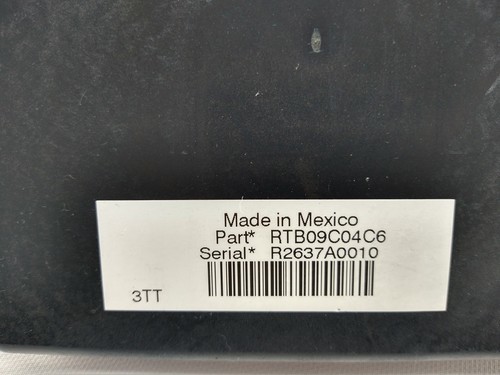 Made in Mexico
Part* RTB09C04C6
Serial* R2637A0010
3TT